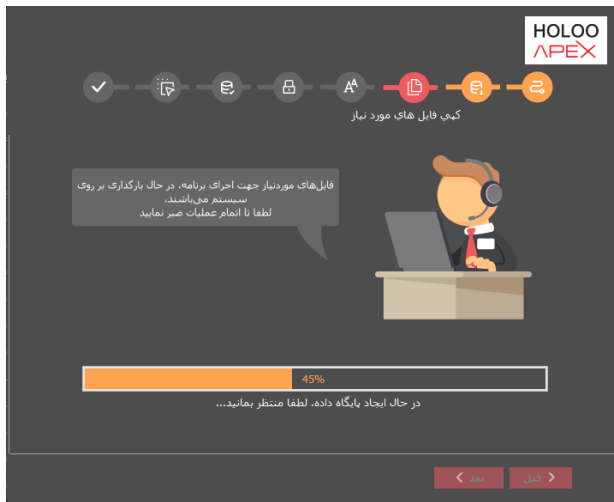 HOLOO
APEX
کپی فایل های مورد نیاز
فایل‌های موردنیاز جهت اجرای برنامه، در حال بارگذاری بر روی
سیستم می‌باشند،
لطفا تا اتمام عملیات صبر نمایید
45%
در حال ایجاد پایگاه داده. لطفا منتظر بمانید...
قبل
بعد